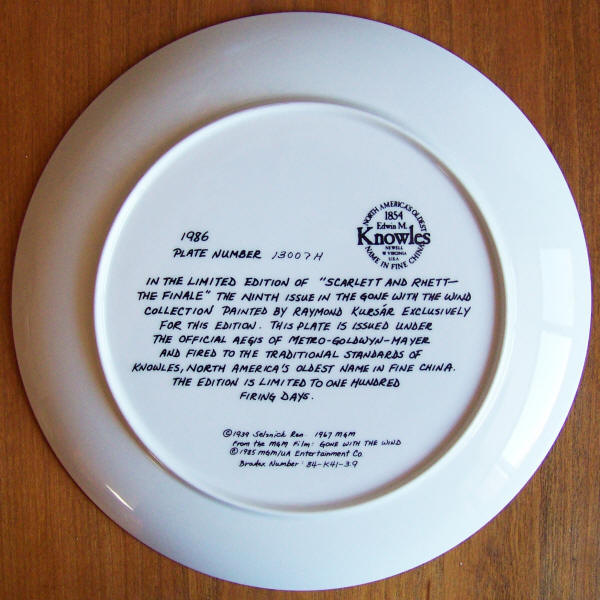 1986
PLATE NUMBER 13007H
NORTH AMERICA'S OLDEST
1854
Edwin M.
Knowles
NEWELL
W VIRGINIA
U.S.A.
NAME IN FINE CHINA
IN THE LIMITED EDITION OF "SCARLETT AND RHETT—
THE FINALE" THE NINTH ISSUE IN THE GONE WITH THE WIND
COLLECTION PAINTED BY RAYMOND KURSÁR EXCLUSIVELY
FOR THIS EDITION. THIS PLATE IS ISSUED UNDER
THE OFFICIAL AEGIS OF METRO-GOLDWYN-MAYER
AND FIRED TO THE TRADITIONAL STANDARDS OF
KNOWLES, NORTH AMERICA'S OLDEST NAME IN FINE CHINA.
THE EDITION IS LIMITED TO ONE HUNDRED
FIRING DAYS.
©1939 Selznick Ren 1967 MGM
From the MGM Film: GONE WITH THE WIND
©1985 MGM/UA Entertainment Co.
Bradex Number: 84-K41-3.9